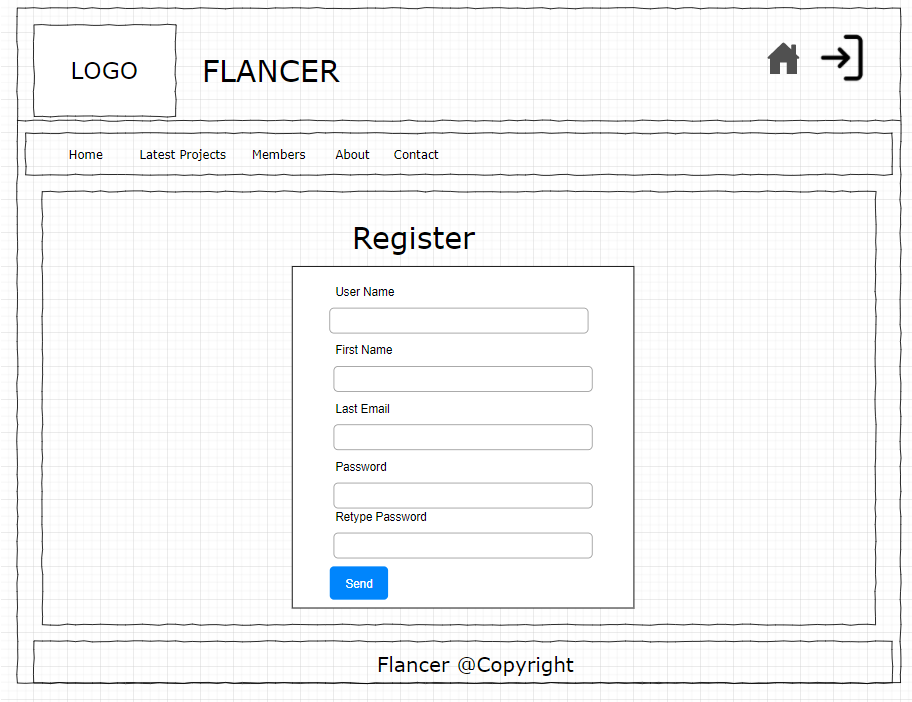 LOGO
FLANCER
Home Latest Projects Members About Contact
Register
User Name
First Name
Last Email
Password
Retype Password
Send
Flancer @Copyright